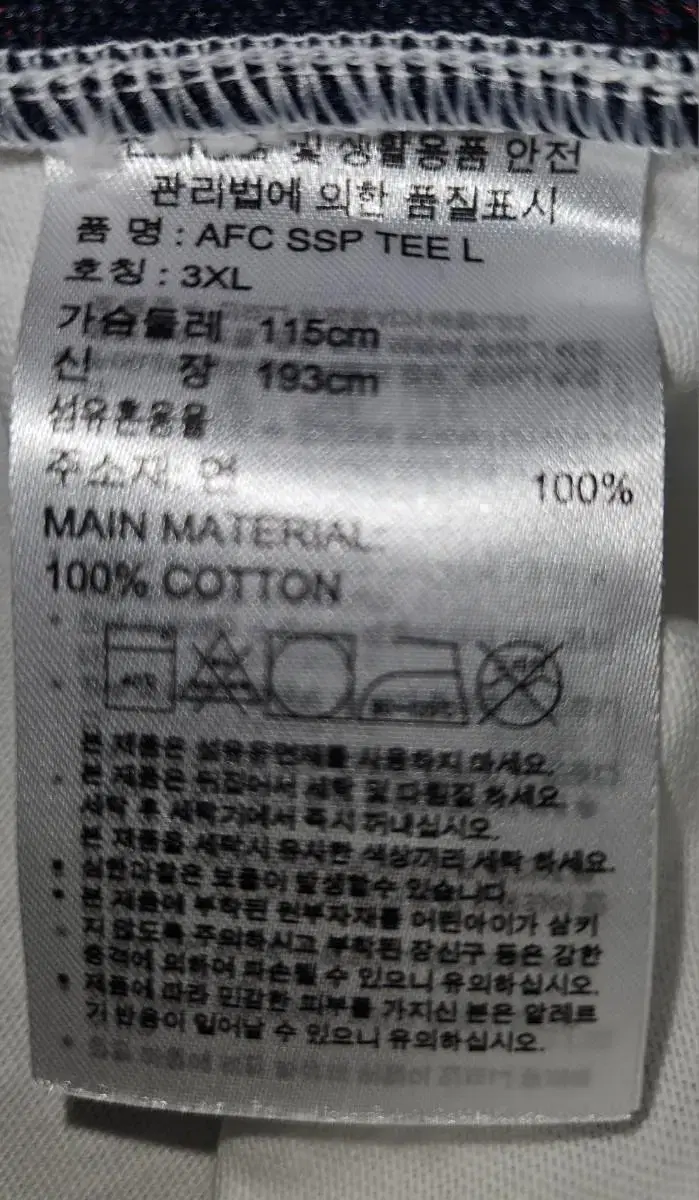 및 생활용품 안전
관리법에 의한 품질표시
품 명 : AFC SSP TEE L
호칭 : 3XL
가슴둘레 115cm
신 장 193cm
섬유혼용율
주소재 면 100%
MAIN MATERIAL:
100% COTTON
본 제품은 섬유유연제를 사용하지 마세요.
본 제품은 뒤집어서 세탁 및 다림질 하세요.
세탁 후 세탁기에서 즉시 꺼내십시오.
본 제품을 세탁시 유사한 색상끼리 세탁 하세요.
심한마찰은 보풀이 발생할수 있습니다.
본 제품에 부착된 원부자재를 어린아이가 삼키
지 않도록 주의하시고 부착된 장신구 등은 강한
충격에 의하여 파손될 수 있으니 유의하십시오.
제품에 따라 민감한 피부를 가지신 분은 알레르
기 반응이 일어날 수 있으니 유의하십시오.